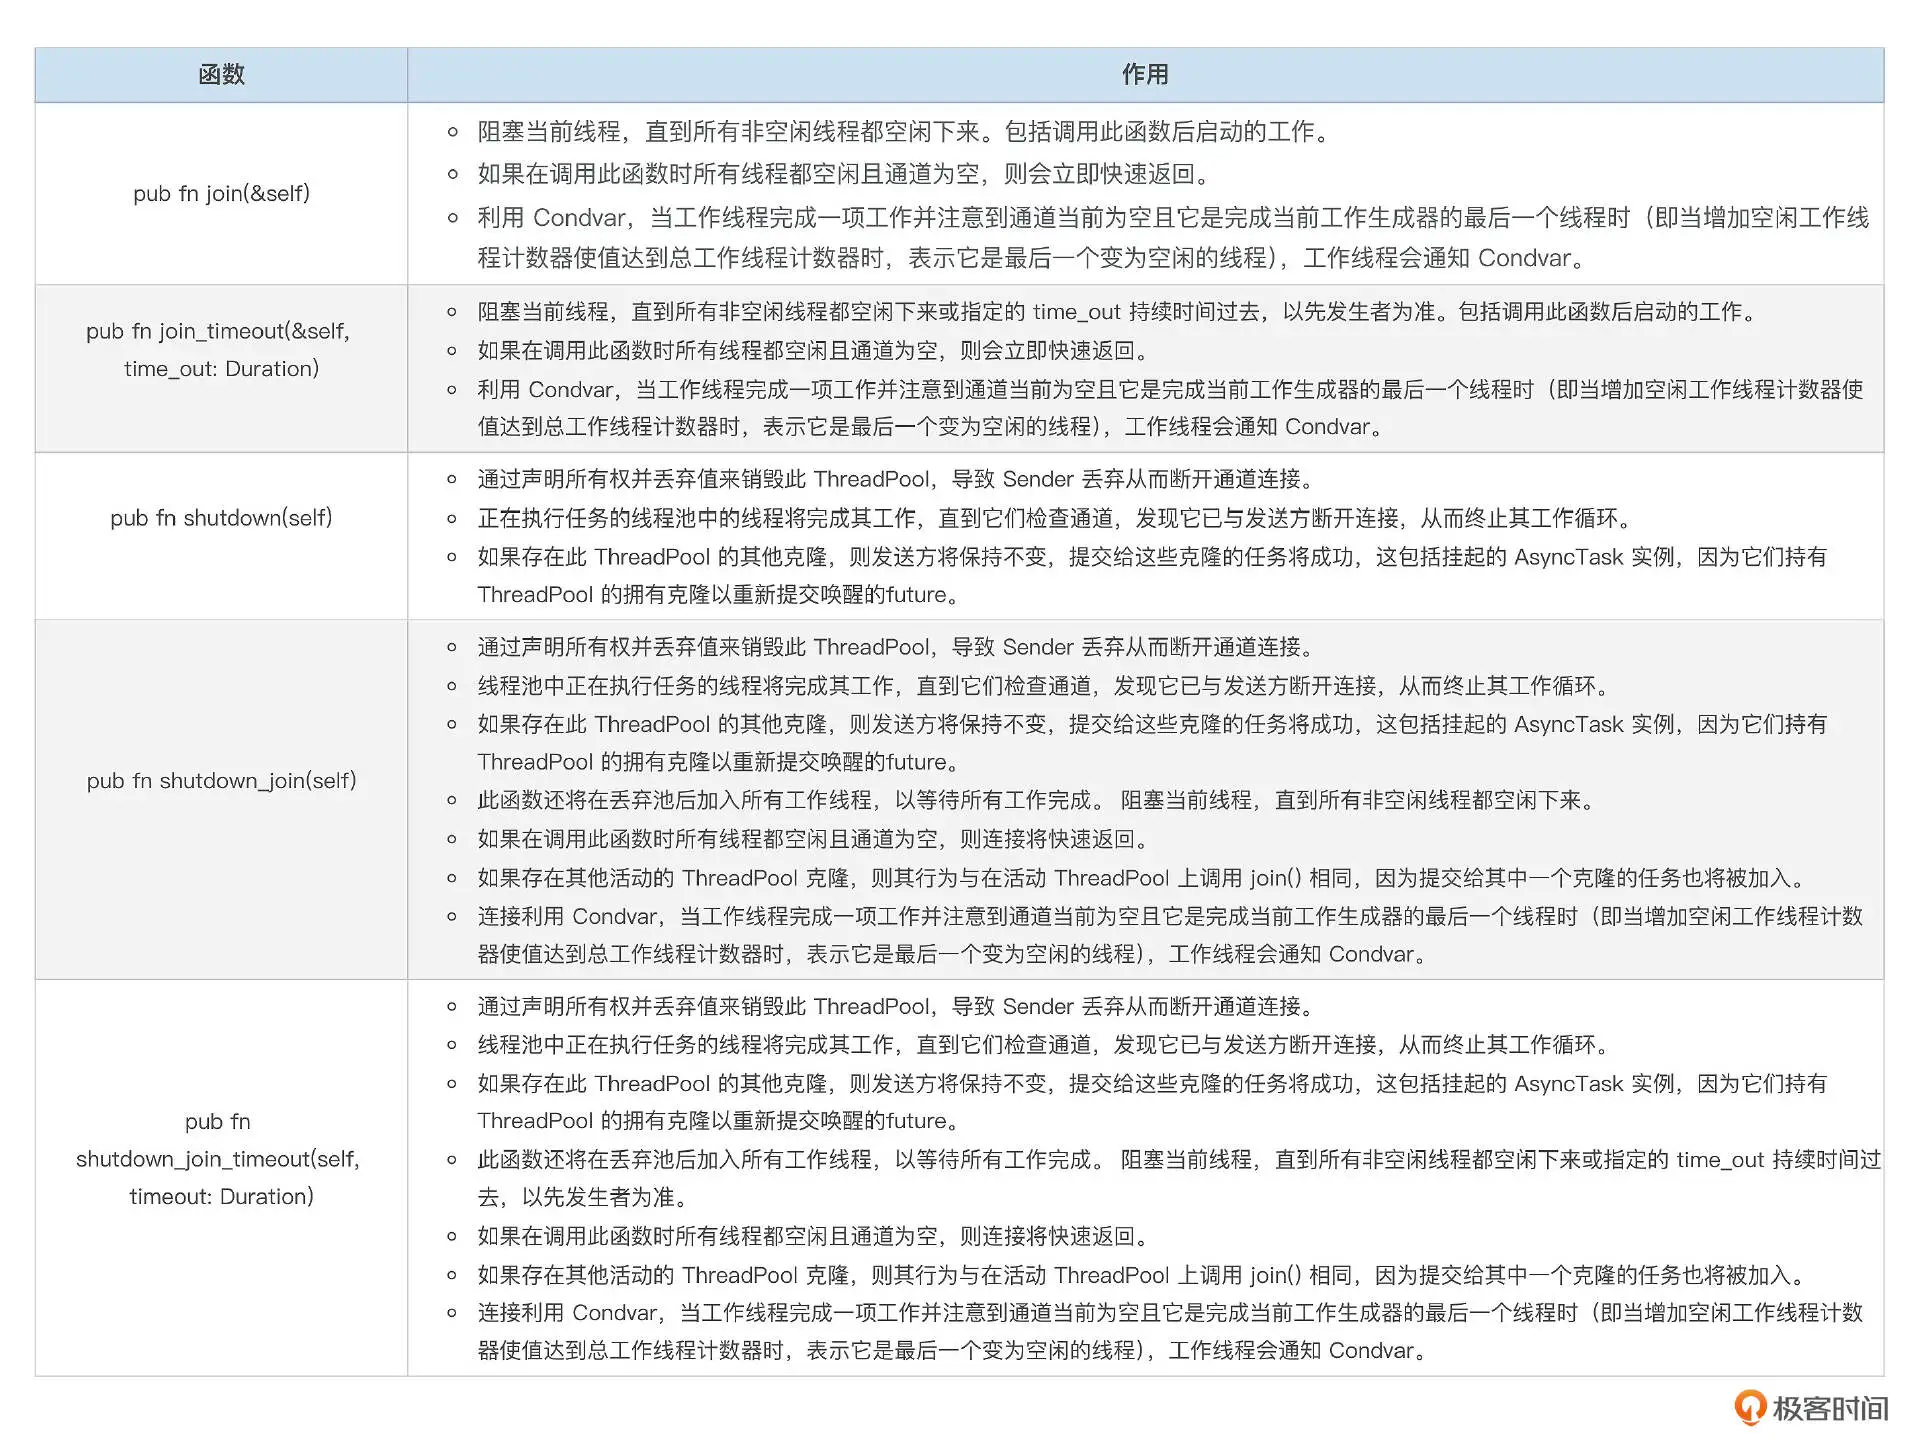 函数
作用
pub fn join(&self)
阻塞当前线程，直到所有非空闲线程都空闲下来。包括调用此函数后启动的工作。
如果在调用此函数时所有线程都空闲且通道为空，则会立即快速返回。
利用 Condvar，当工作线程完成一项工作并注意到通道当前为空且它是完成当前工作生成器的最后一个线程时（即当增加空闲工作线
程计数器使值达到总工作线程计数器时，表示它是最后一个变为空闲的线程），工作线程会通知 Condvar。
pub fn join_timeout(&self,
time_out: Duration)
阻塞当前线程，直到所有非空闲线程都空闲下来或指定的 time_out 持续时间过去，以先发生者为准。包括调用此函数后启动的工作。
如果在调用此函数时所有线程都空闲且通道为空，则会立即快速返回。
利用 Condvar，当工作线程完成一项工作并注意到通道当前为空且它是完成当前工作生成器的最后一个线程时（即当增加空闲工作线程计数器使
值达到总工作线程计数器时，表示它是最后一个变为空闲的线程），工作线程会通知 Condvar。
pub fn shutdown(self)
通过声明所有权并丢弃值来销毁此 ThreadPool，导致 Sender 丢弃从而断开通道连接。
正在执行任务的线程池中的线程将完成其工作，直到它们检查通道，发现它已与发送方断开连接，从而终止其工作循环。
如果存在此 ThreadPool 的其他克隆，则发送方将保持不变，提交给这些克隆的任务将成功，这包括挂起的 AsyncTask 实例，因为它们持有
ThreadPool 的拥有克隆以重新提交唤醒的future。
pub fn shutdown_join(self)
通过声明所有权并丢弃值来销毁此 ThreadPool，导致 Sender 丢弃从而断开通道连接。
线程池中正在执行任务的线程将完成其工作，直到它们检查通道，发现它已与发送方断开连接，从而终止其工作循环。
如果存在此 ThreadPool 的其他克隆，则发送方将保持不变，提交给这些克隆的任务将成功，这包括挂起的 AsyncTask 实例，因为它们持有
ThreadPool 的拥有克隆以重新提交唤醒的future。
此函数还将在丢弃池后加入所有工作线程，以等待所有工作完成。 阻塞当前线程，直到所有非空闲线程都空闲下来。
如果在调用此函数时所有线程都空闲且通道为空，则连接将快速返回。
如果存在其他活动的 ThreadPool 克隆，则其行为与在活动 ThreadPool 上调用 join() 相同，因为提交给其中一个克隆的任务也将被加入。
连接利用 Condvar，当工作线程完成一项工作并注意到通道当前为空且它是完成当前工作生成器的最后一个线程时（即当增加空闲工作线程计数
器使值达到总工作线程计数器时，表示它是最后一个变为空闲的线程），工作线程会通知 Condvar。
pub fn
shutdown_join_timeout(self,
timeout: Duration)
通过声明所有权并丢弃值来销毁此 ThreadPool，导致 Sender 丢弃从而断开通道连接。
线程池中正在执行任务的线程将完成其工作，直到它们检查通道，发现它已与发送方断开连接，从而终止其工作循环。
如果存在此 ThreadPool 的其他克隆，则发送方将保持不变，提交给这些克隆的任务将成功，这包括挂起的 AsyncTask 实例，因为它们持有
ThreadPool 的拥有克隆以重新提交唤醒的future。
此函数还将在丢弃池后加入所有工作线程，以等待所有工作完成。 阻塞当前线程，直到所有非空闲线程都空闲下来或指定的 time_out 持续时间过
去，以先发生者为准。
如果在调用此函数时所有线程都空闲且通道为空，则连接将快速返回。
如果存在其他活动的 ThreadPool 克隆，则其行为与在活动 ThreadPool 上调用 join() 相同，因为提交给其中一个克隆的任务也将被加入。
连接利用 Condvar，当工作线程完成一项工作并注意到通道当前为空且它是完成当前工作生成器的最后一个线程时（即当增加空闲工作线程计数
器使值达到总工作线程计数器时，表示它是最后一个变为空闲的线程），工作线程会通知 Condvar。
极客时间